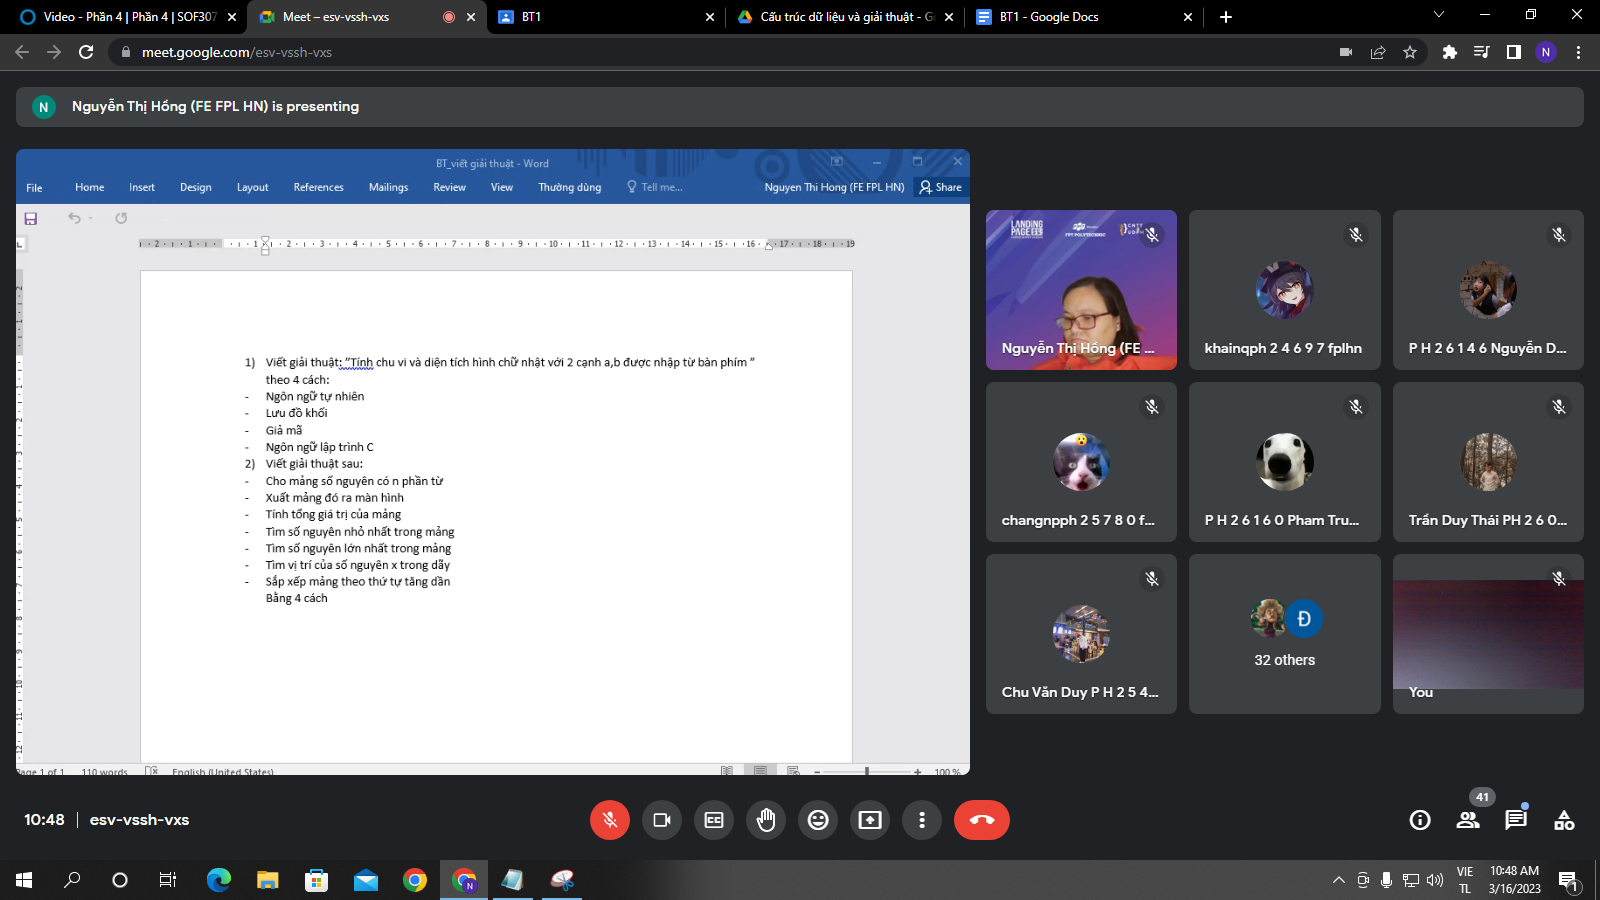 Video - Phần 4 | Phần 4 | SOF307
Meet – esv-vssh-vxs
BT1
Cấu trúc dữ liệu và giải thuật - G
BT1 - Google Docs
meet.google.com/esv-vssh-vxs
N
N
Nguyễn Thị Hồng (FE FPL HN) is presenting
BT_viết giải thuật - Word
File
Home
Insert
Design
Layout
References
Mailings
Review
View
Thường dùng
Tell me...
Nguyen Thi Hong (FE FPL HN)
Share
1) Viết giải thuật: ”Tính chu vi và diện tích hình chữ nhật với 2 cạnh a,b được nhập từ bàn phím ”
theo 4 cách:
- Ngôn ngữ tự nhiên
- Lưu đồ khối
- Giả mã
- Ngôn ngữ lập trình C
2) Viết giải thuật sau:
- Cho mảng số nguyên có n phần từ
- Xuất mảng đó ra màn hình
- Tính tổng giá trị của mảng
- Tìm số nguyên nhỏ nhất trong mảng
- Tìm số nguyên lớn nhất trong mảng
- Tìm vị trí của số nguyên x trong dãy
- Sắp xếp mảng theo thứ tự tăng dần
Bằng 4 cách
Page 1 of 1
110 words
English (United States)
100 %
LANDING
PAGE
FPT POLYTECHNIC
Nguyễn Thị Hồng (FE ...
khainqph 2 4 6 9 7 fplhn
P H 2 6 1 4 6 Nguyễn D...
changnpph 2 5 7 8 0 f...
P H 2 6 1 6 0 Pham Tru...
Trần Duy Thái PH 2 6 0...
Chu Văn Duy P H 2 5 4...
Đ
32 others
You
10:48 | esv-vssh-vxs
41
N
VIE
TL
10:48 AM
3/16/2023
1